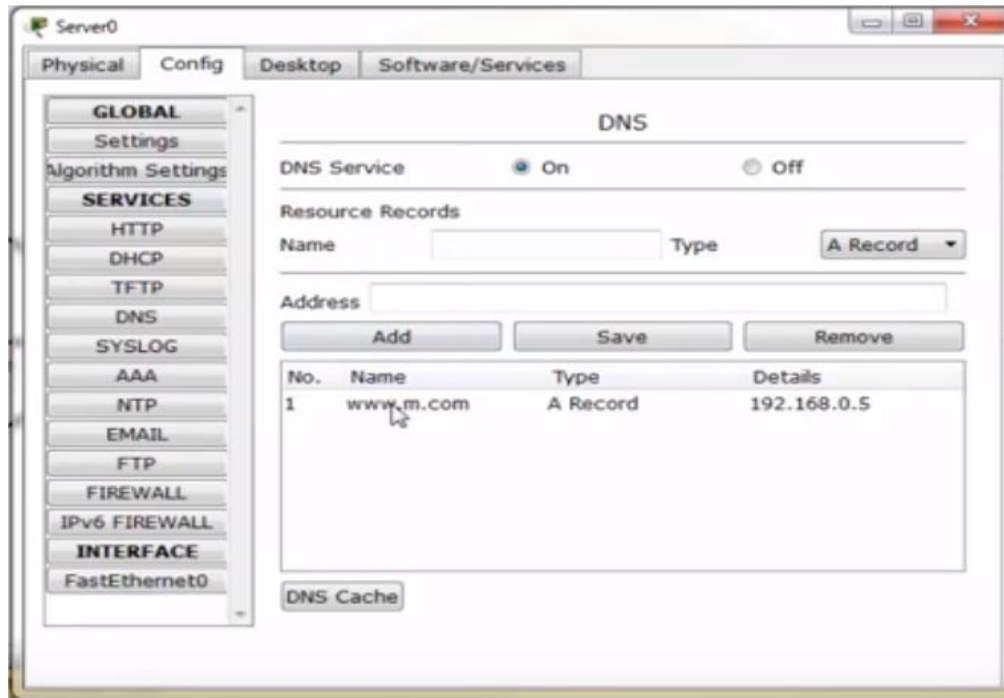 Server0
Physical Config Desktop Software/Services
GLOBAL
Settings
Algorithm Settings
SERVICES
HTTP
DHCP
TFTP
DNS
SYSLOG
AAA
NTP
EMAIL
FTP
FIREWALL
IPv6 FIREWALL
INTERFACE
FastEthernet0
DNS
DNS Service On Off
Resource Records
Name Type A Record
Address
Add Save Remove
No. Name Type Details
1 www.m.com A Record 192.168.0.5
DNS Cache